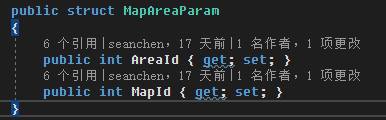 public struct MapAreaParam
{
6 个引用|seanchen，17 天前|1 名作者，1 项更改
public int AreaId { get; set; }
6 个引用|seanchen，17 天前|1 名作者，1 项更改
public int MapId { get; set; }
}